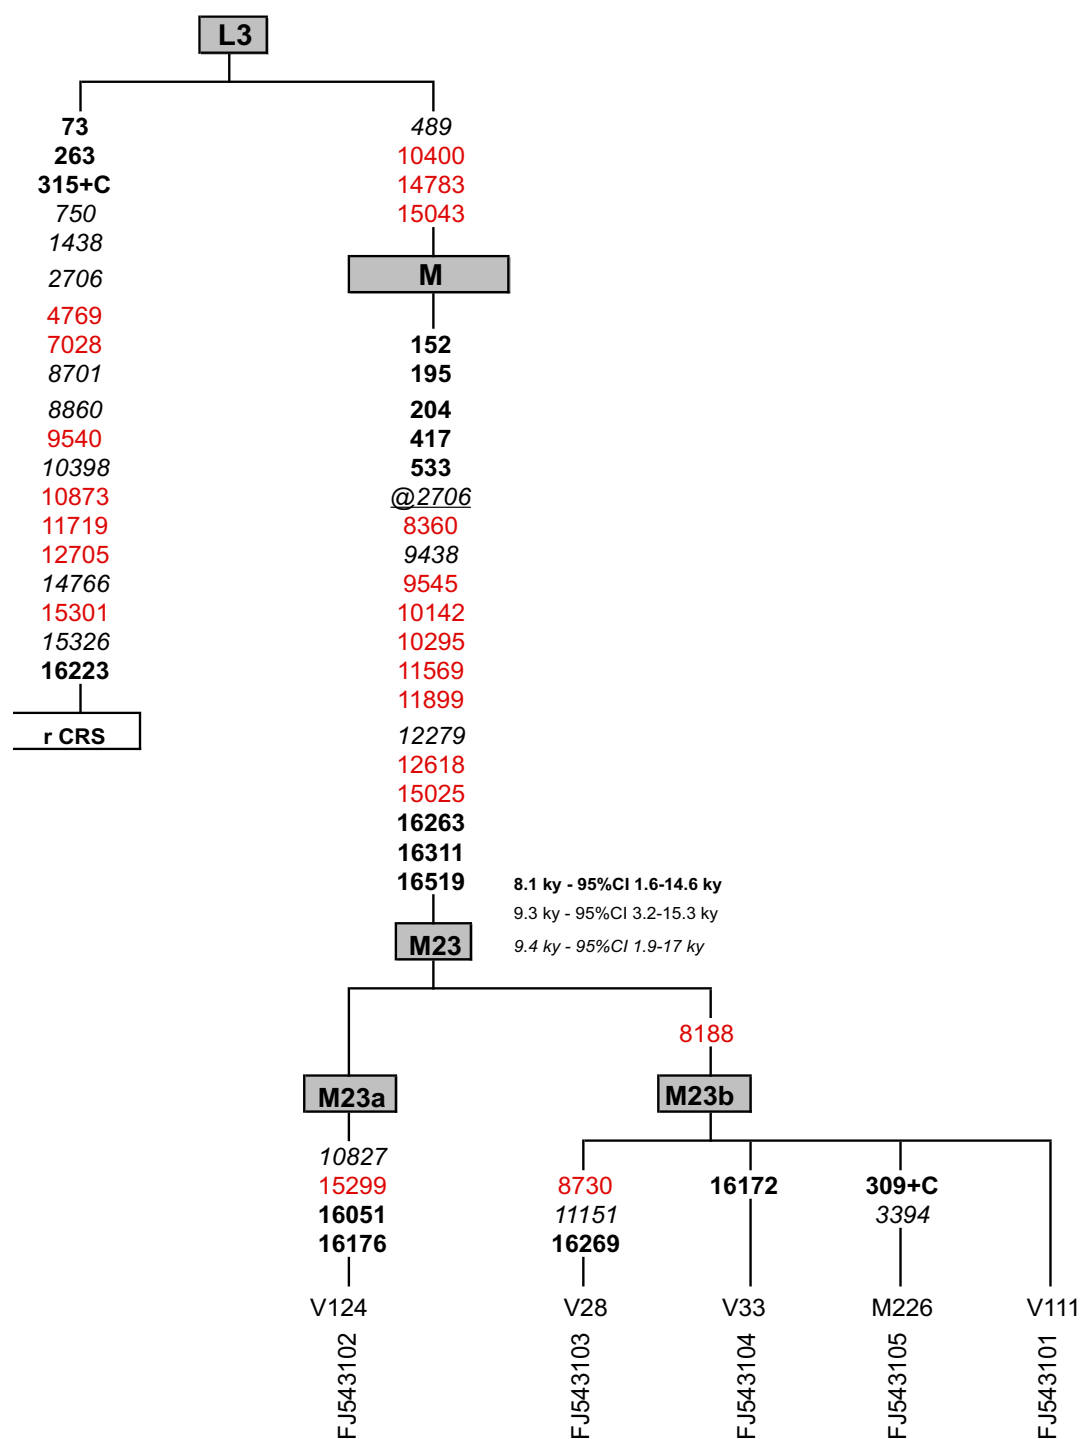 L3
73
263
315+C
750
1438
2706
4769
7028
8701
8860
9540
10398
10873
11719
12705
14766
15301
15326
16223
r CRS
489
10400
14783
15043
M
152
195
204
417
533
@2706
8360
9438
9545
10142
10295
11569
11899
12279
12618
15025
16263
16311
16519
8.1 ky - 95%CI 1.6-14.6 ky
9.3 ky - 95%CI 3.2-15.3 ky
9.4 ky - 95%CI 1.9-17 ky
M23
8188
M23a
M23b
10827
15299
16051
16176
8730
11151
16269
16172
309+C
3394
V124
V28
V33
M226
V111
FJ543102
FJ543103
FJ543104
FJ543105
FJ543101